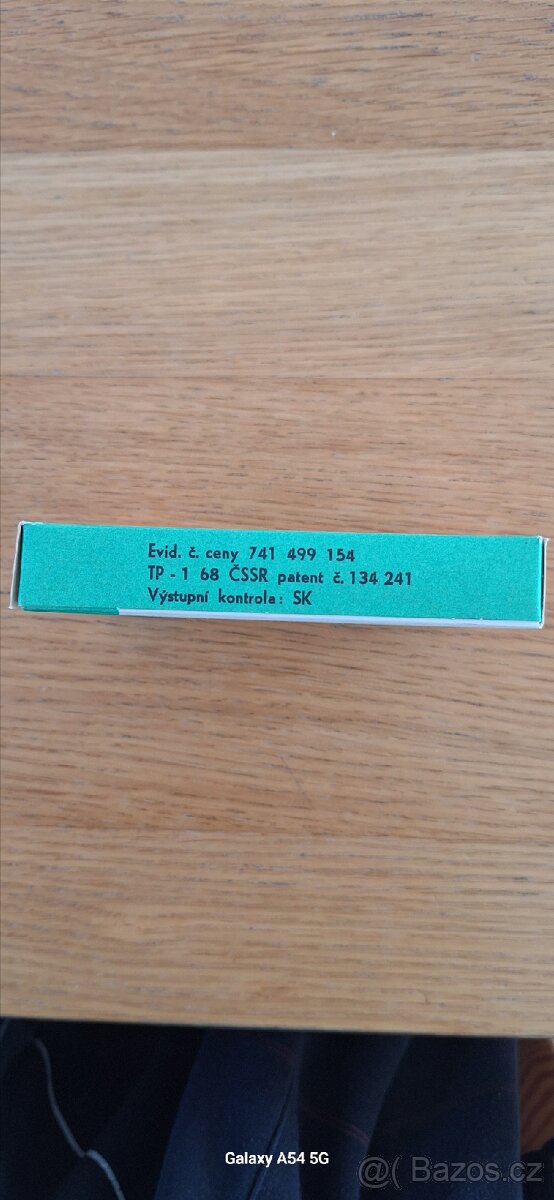 Evid. č. ceny 741 499 154
TP - 1 68 ČSSR patent č. 134 241
Výstupní kontrola: SK
Galaxy A54 5G
@( Bazos.cz